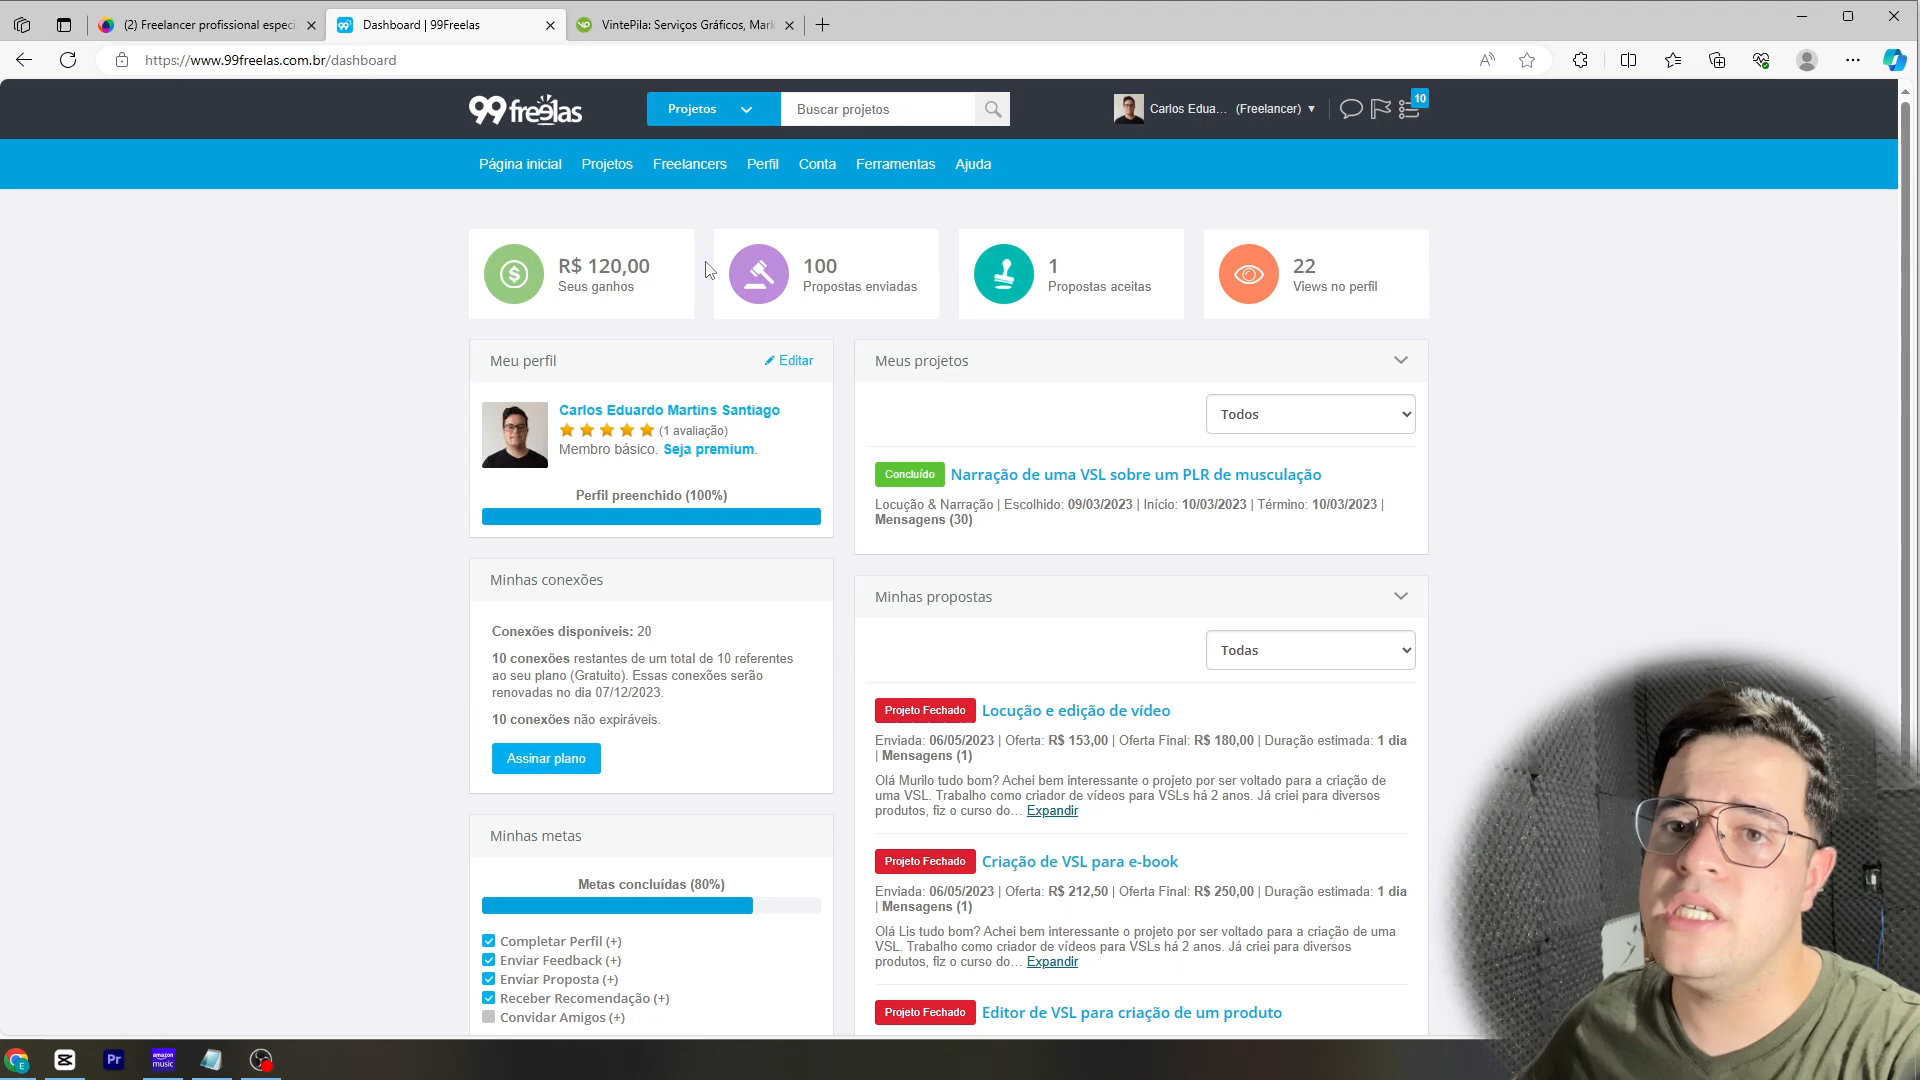 (2) Freelancer profissional especi
Dashboard | 99Freelas
VintePila: Serviços Gráficos, Mark
https://www.99freelas.com.br/dashboard
99freelas
Projetos
Buscar projetos
Carlos Edua... (Freelancer)
10
Página inicial
Projetos
Freelancers
Perfil
Conta
Ferramentas
Ajuda
R$ 120,00
Seus ganhos
100
Propostas enviadas
1
Propostas aceitas
22
Views no perfil
Meu perfil
Editar
Carlos Eduardo Martins Santiago
(1 avaliação)
Membro básico. Seja premium.
Perfil preenchido (100%)
Minhas conexões
Conexões disponíveis: 20
10 conexões restantes de um total de 10 referentes
ao seu plano (Gratuito). Essas conexões serão
renovadas no dia 07/12/2023.
10 conexões não expiráveis.
Assinar plano
Minhas metas
Metas concluídas (80%)
Completar Perfil (+)
Enviar Feedback (+)
Enviar Proposta (+)
Receber Recomendação (+)
Convidar Amigos (+)
Meus projetos
Todos
Concluído Narração de uma VSL sobre um PLR de musculação
Locução & Narração | Escolhido: 09/03/2023 | Início: 10/03/2023 | Término: 10/03/2023 |
Mensagens (30)
Minhas propostas
Todas
Projeto Fechado Locução e edição de vídeo
Enviada: 06/05/2023 | Oferta: R$ 153,00 | Oferta Final: R$ 180,00 | Duração estimada: 1 dia
| Mensagens (1)
Olá Murilo tudo bom? Achei bem interessante o projeto por ser voltado para a criação de
uma VSL. Trabalho como criador de vídeos para VSLs há 2 anos. Já criei para diversos
produtos, fiz o curso do... Expandir
Projeto Fechado Criação de VSL para e-book
Enviada: 06/05/2023 | Oferta: R$ 212,50 | Oferta Final: R$ 250,00 | Duração estimada: 1 dia
| Mensagens (1)
Olá Lis tudo bom? Achei bem interessante o projeto por ser voltado para a criação de uma
VSL. Trabalho como criador de vídeos para VSLs há 2 anos. Já criei para diversos
produtos, fiz o curso do... Expandir
Projeto Fechado Editor de VSL para criação de um produto
E
Pr
amazon
music